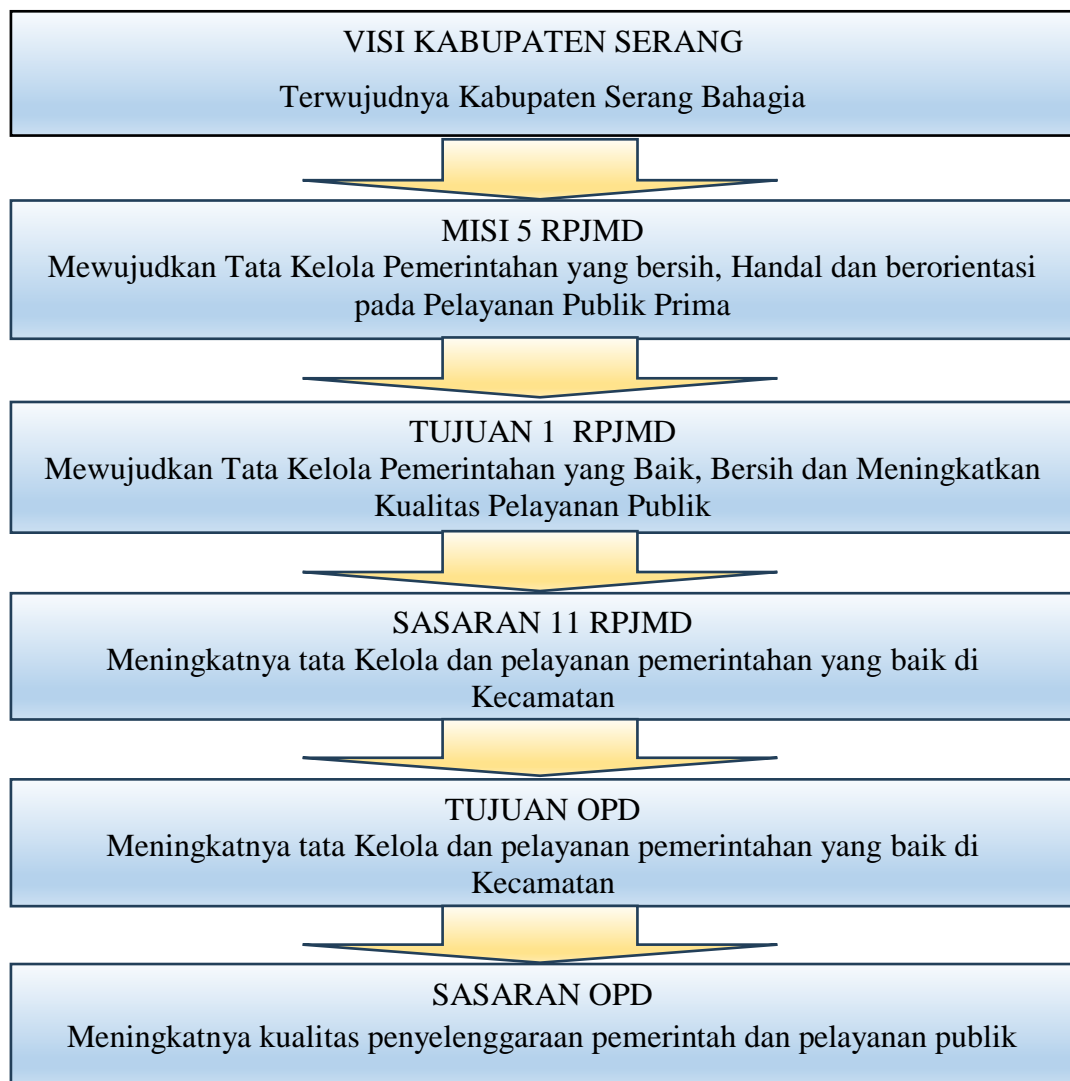 VISI KABUPATEN SERANG
Terwujudnya Kabupaten Serang Bahagia
MISI 5 RPJMD
Mewujudkan Tata Kelola Pemerintahan yang bersih, Handal dan berorientasi
pada Pelayanan Publik Prima
TUJUAN 1 RPJMD
Mewujudkan Tata Kelola Pemerintahan yang Baik, Bersih dan Meningkatkan
Kualitas Pelayanan Publik
SASARAN 11 RPJMD
Meningkatnya tata Kelola dan pelayanan pemerintahan yang baik di
Kecamatan
TUJUAN OPD
Meningkatnya tata Kelola dan pelayanan pemerintahan yang baik di
Kecamatan
SASARAN OPD
Meningkatnya kualitas penyelenggaraan pemerintah dan pelayanan publik